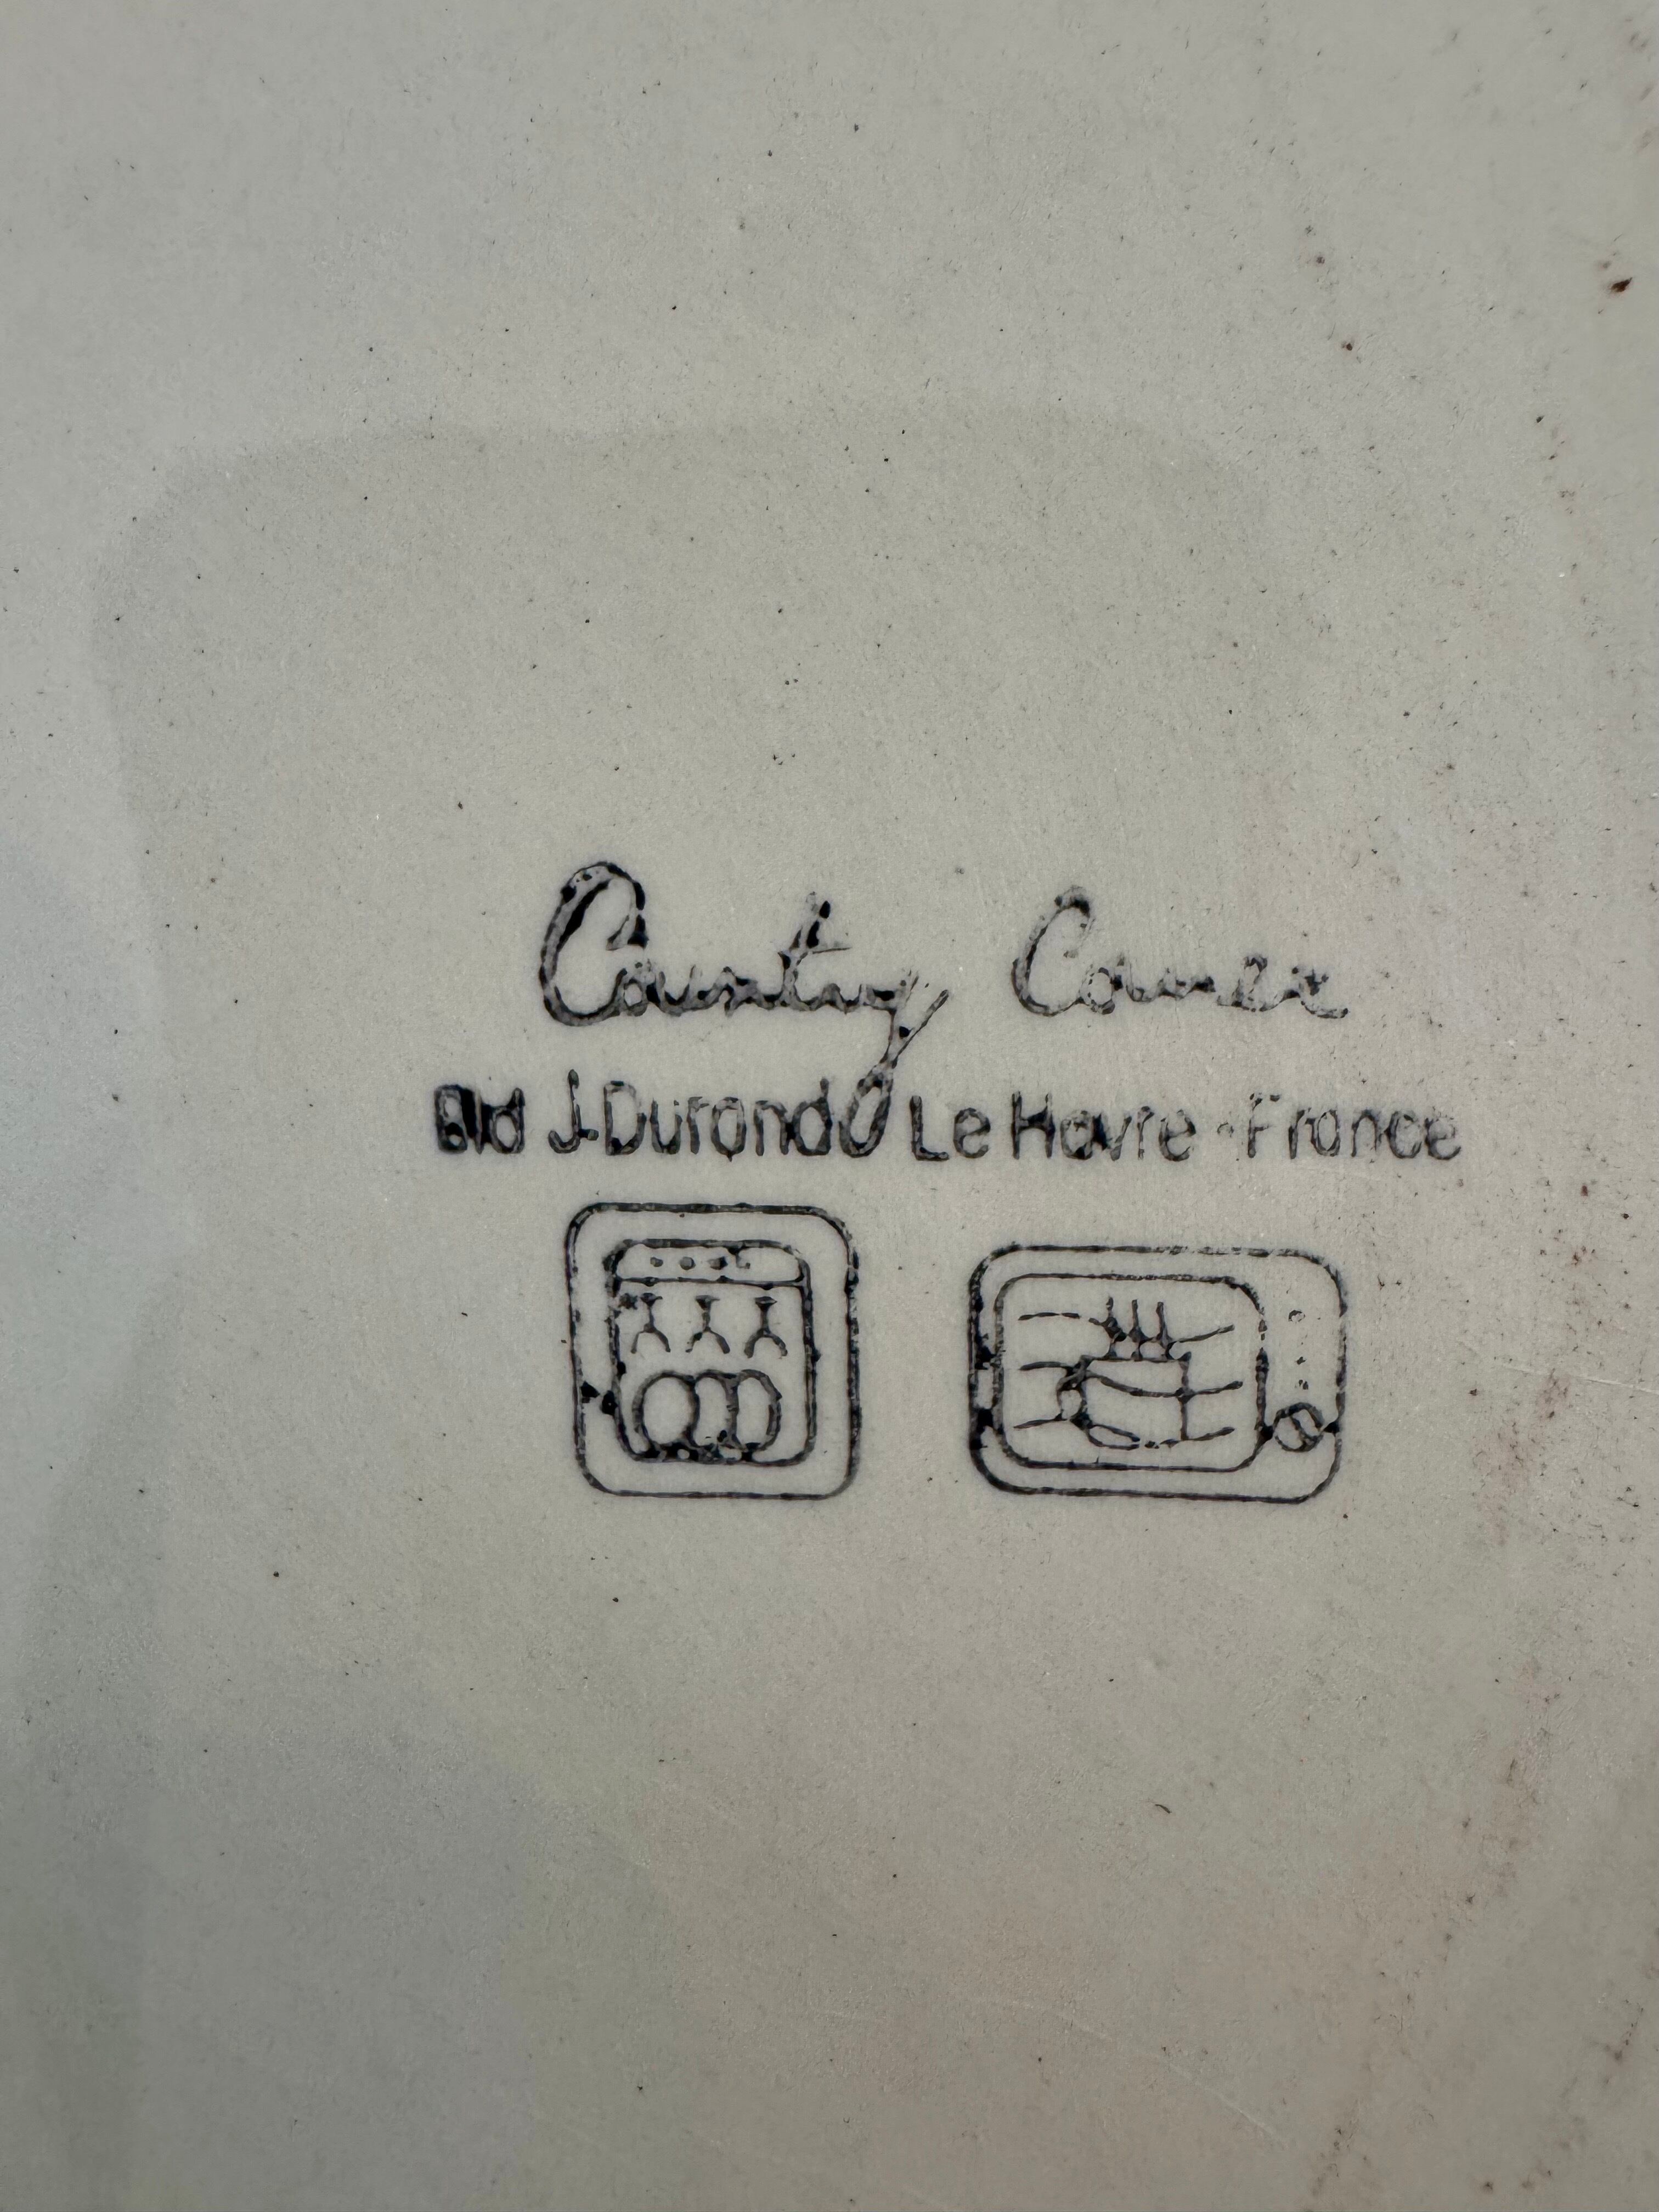 Country Corner
Bld J.Durand Le Havre - France